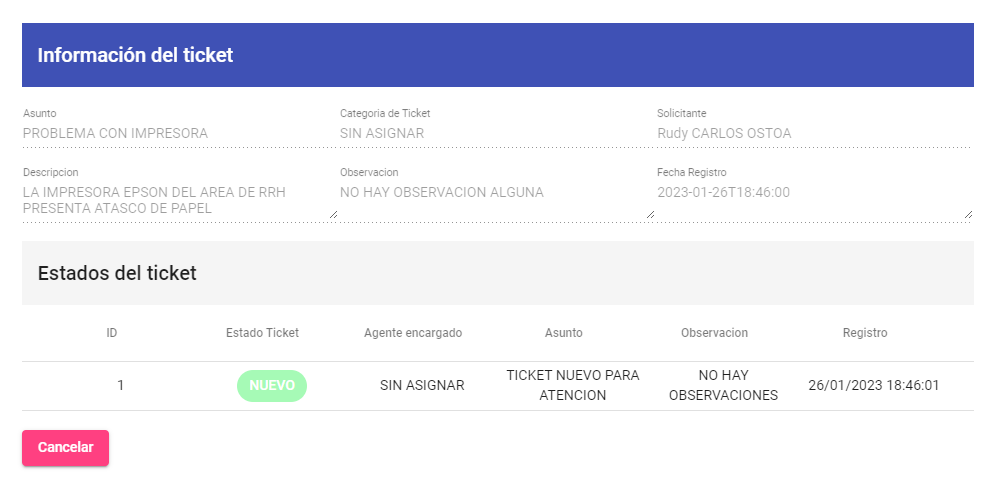 Información del ticket
Asunto
Categoria de Ticket
Solicitante
PROBLEMA CON IMPRESORA
SIN ASIGNAR
Rudy CARLOS OSTOA
Descripcion
Observacion
Fecha Registro
LA IMPRESORA EPSON DEL AREA DE RRH
PRESENTA ATASCO DE PAPEL
NO HAY OBSERVACION ALGUNA
2023-01-26T18:46:00
Estados del ticket
ID
Estado Ticket
Agente encargado
Asunto
Observacion
Registro
1
NUEVO
SIN ASIGNAR
TICKET NUEVO PARA
ATENCION
NO HAY
OBSERVACIONES
26/01/2023 18:46:01
Cancelar